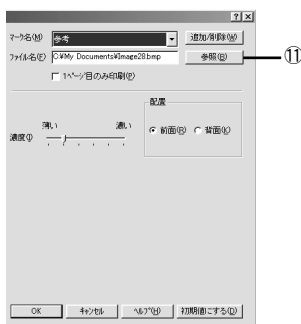 ? ×
マーク名(M) 参考 追加/削除(W)
ファイル名(F) C:¥My Documents¥Image28.bmp 参照(B) ⑪
1ページ目のみ印刷(P)
配置
薄い 濃い
濃度(I) 前面(R) 背面(K)
OK キャンセル ヘルプ(H) 初期値にする(D)